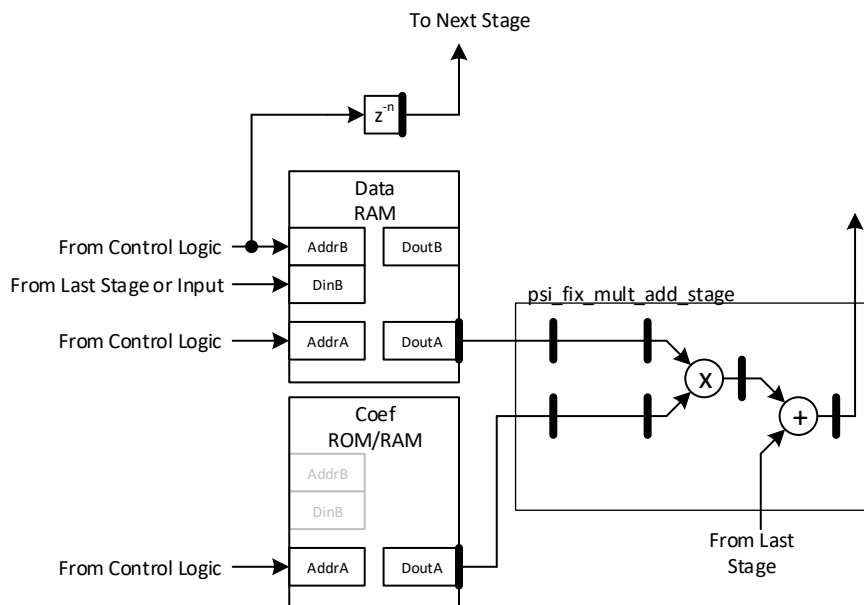 To Next Stage
z-n
Data
RAM
From Control Logic
AddrB
DoutB
From Last Stage or Input
DinB
psi_fix_mult_add_stage
From Control Logic
AddrA
DoutA
x
Coef
ROM/RAM
+
AddrB
DinB
From Last
Stage
From Control Logic
AddrA
DoutA